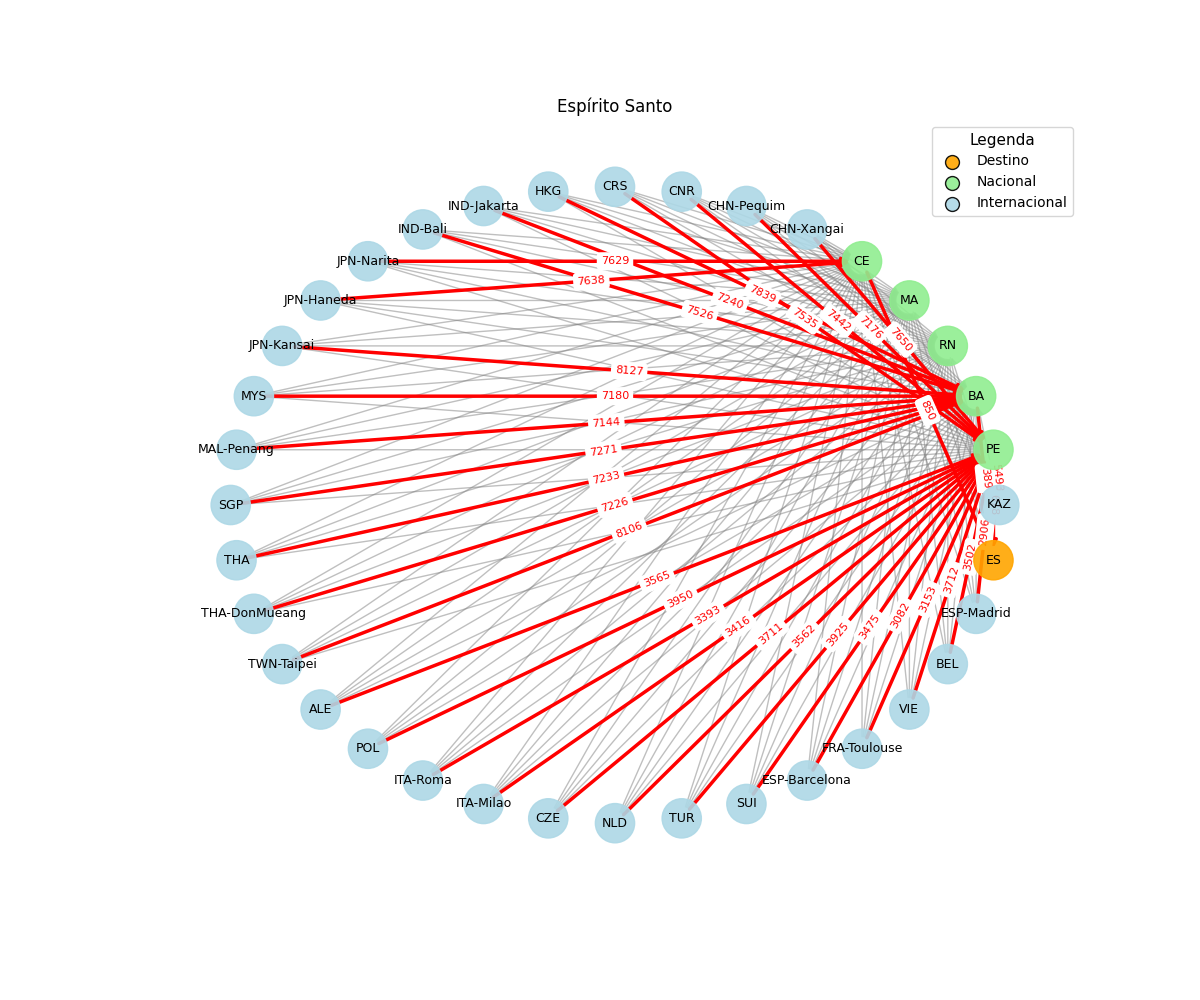 Espírito Santo
Legenda
Destino
Nacional
Internacional
CRS
HKG
CNR
IND-Jakarta
CHN-Pequim
IND-Bali
CHN-Xangai
JPN-Narita
7629
CE
7638
JPN-Haneda
7839
7240
MA
7526
7535
7442
7176
7650
JPN-Kansai
RN
8127
MYS
7180
BA
850
7144
MAL-Penang
7271
PE
7233
389
SGP
7226
KAZ
8106
2906
THA
3502
ES
3565
3712
3950
3153
THA-DonMueang
3393
3082
ESP-Madrid
3416
3711
3562
3925
3475
TWN-Taipei
BEL
ALE
VIE
POL
FRA-Toulouse
ITA-Roma
ESP-Barcelona
ITA-Milao
SUI
CZE
TUR
NLD